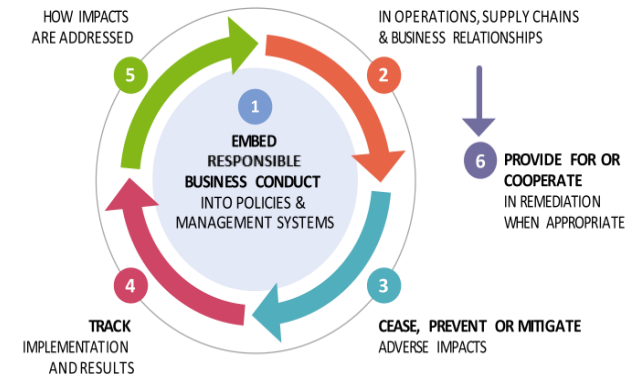 HOW IMPACTS
ARE ADDRESSED
5
IN OPERATIONS, SUPPLY CHAINS
& BUSINESS RELATIONSHIPS
2
1
EMBED
RESPONSIBLE
BUSINESS CONDUCT
INTO POLICIES &
MANAGEMENT SYSTEMS
6
PROVIDE FOR OR
COOPERATE
IN REMEDIATION
WHEN APPROPRIATE
4
TRACK
IMPLEMENTATION
AND RESULTS
3
CEASE, PREVENT OR MITIGATE
ADVERSE IMPACTS